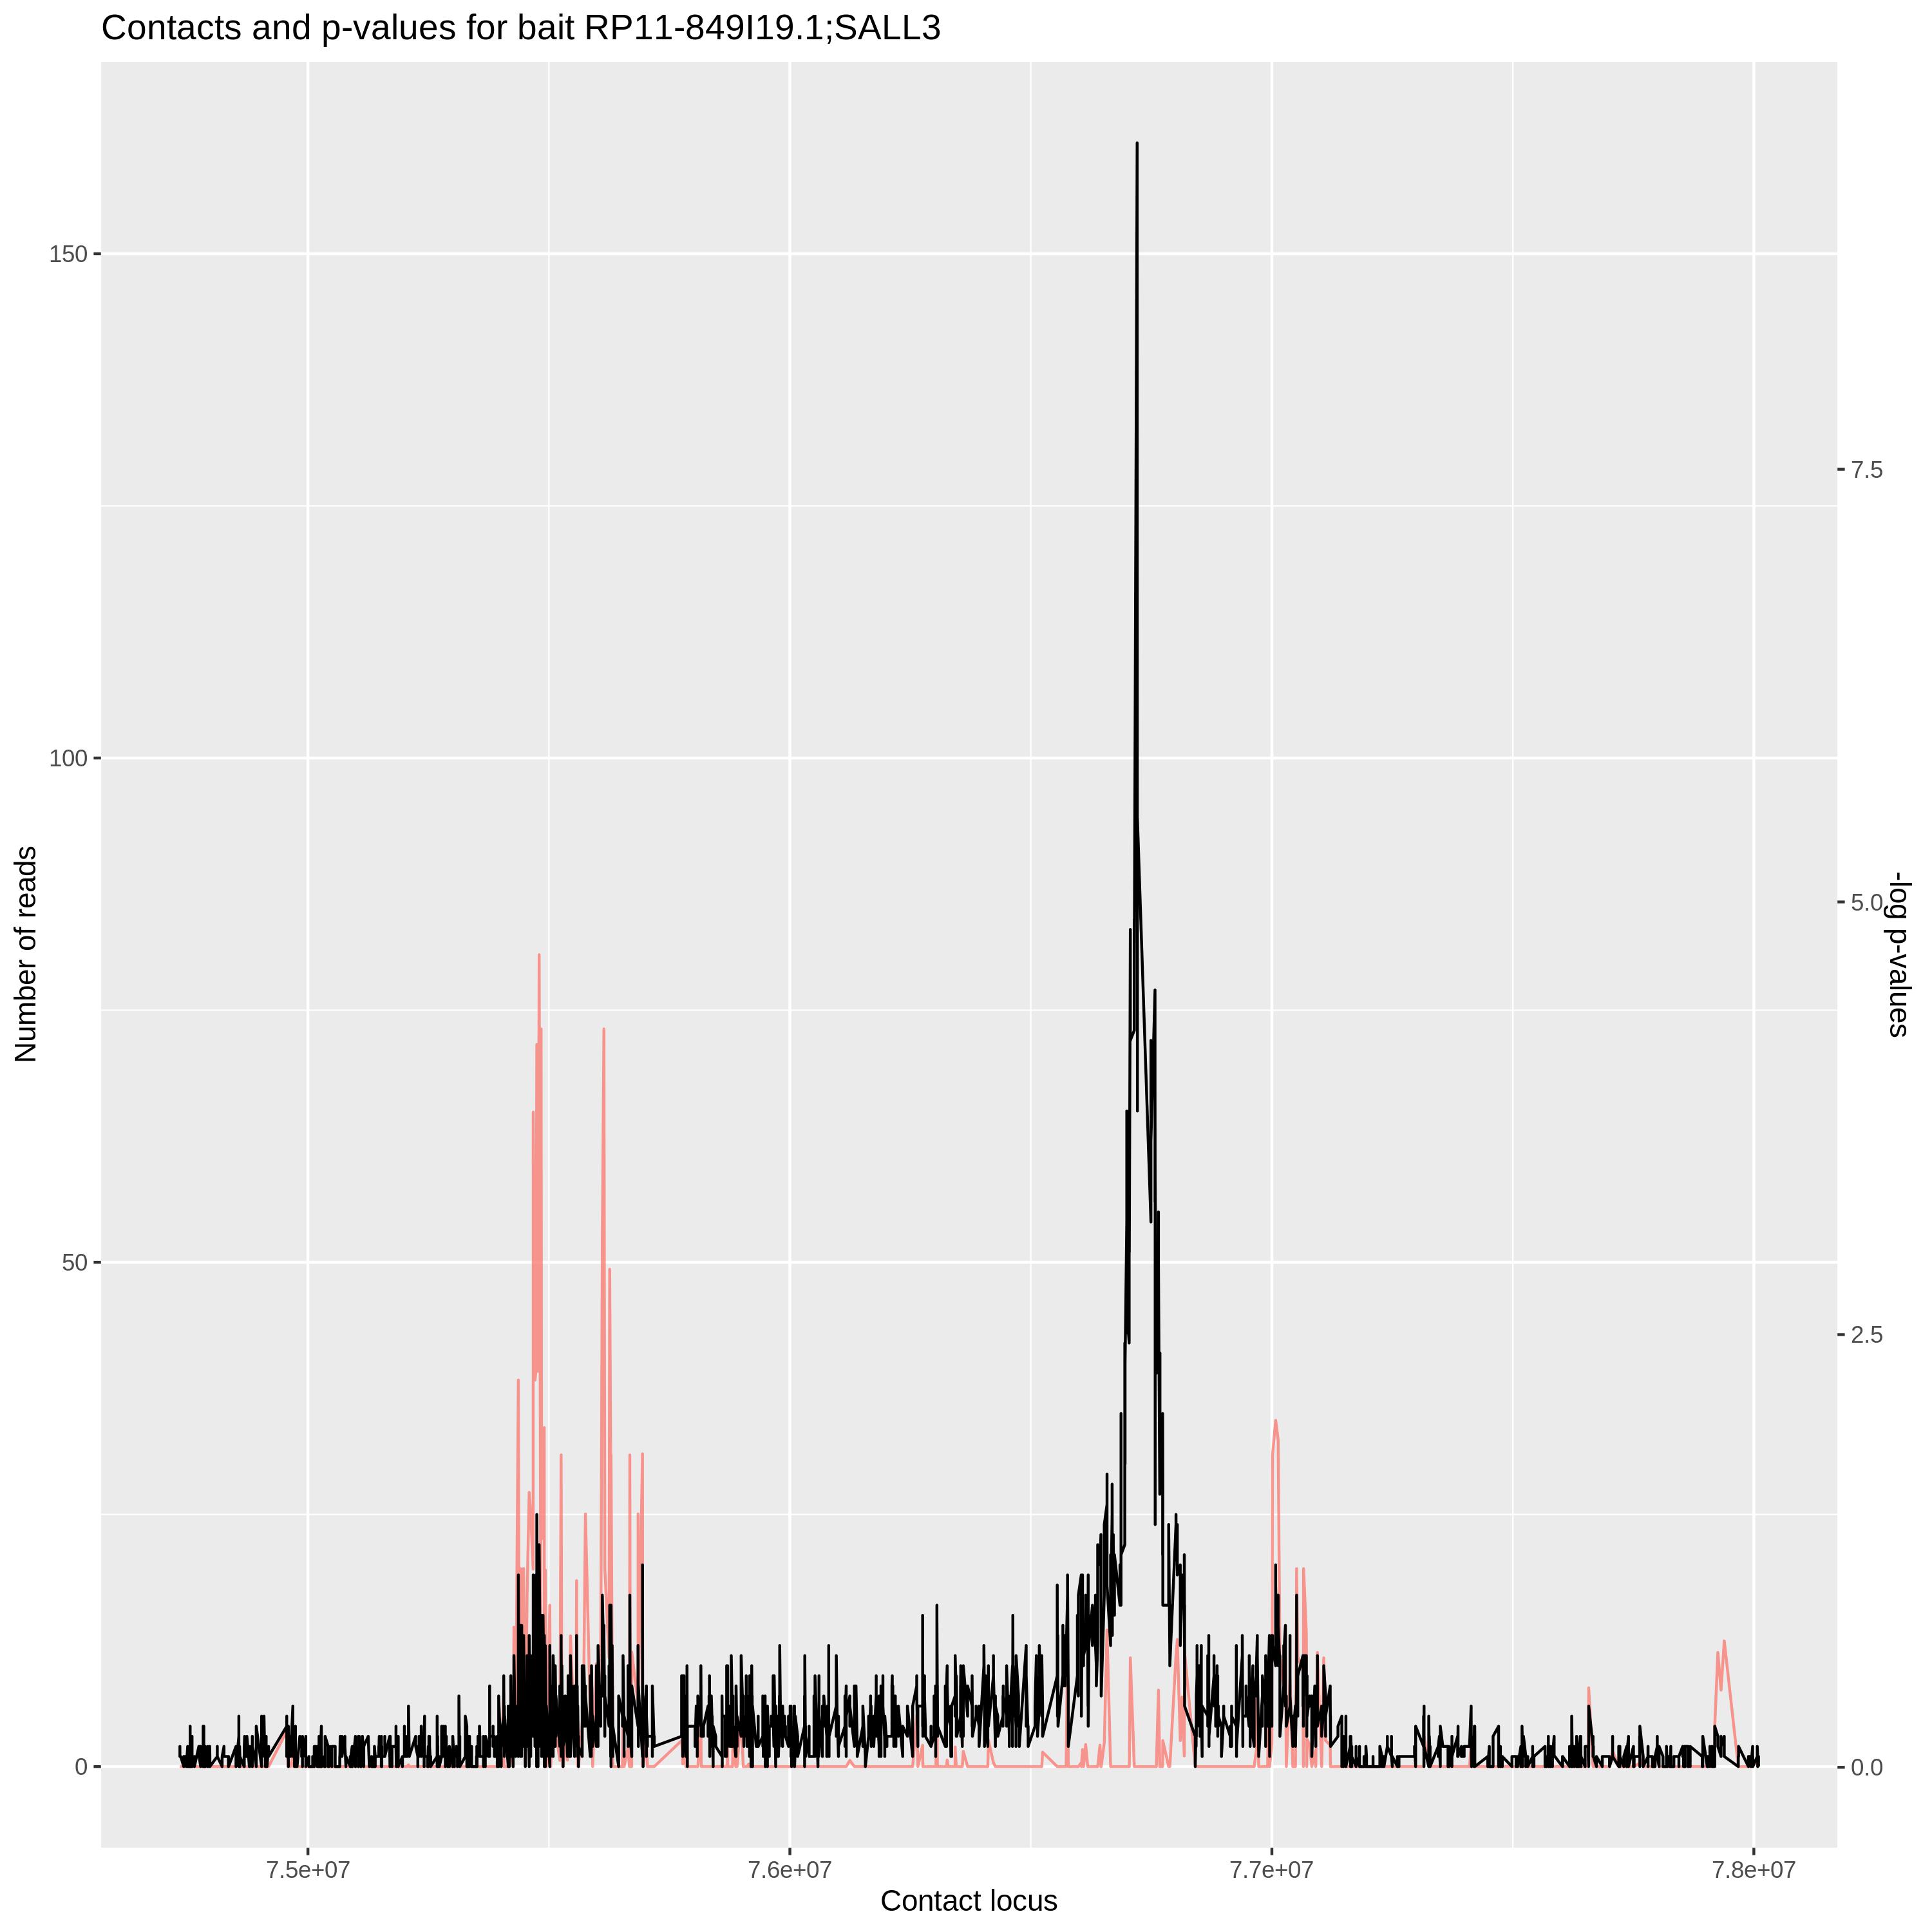 Contacts and p-values for bait RP11-849I19.1;SALL3
150
100
50
0
Number of reads
7.5
5.0
2.5
0.0
-log p-values
7.5e+07
7.6e+07
7.7e+07
7.8e+07
Contact locus